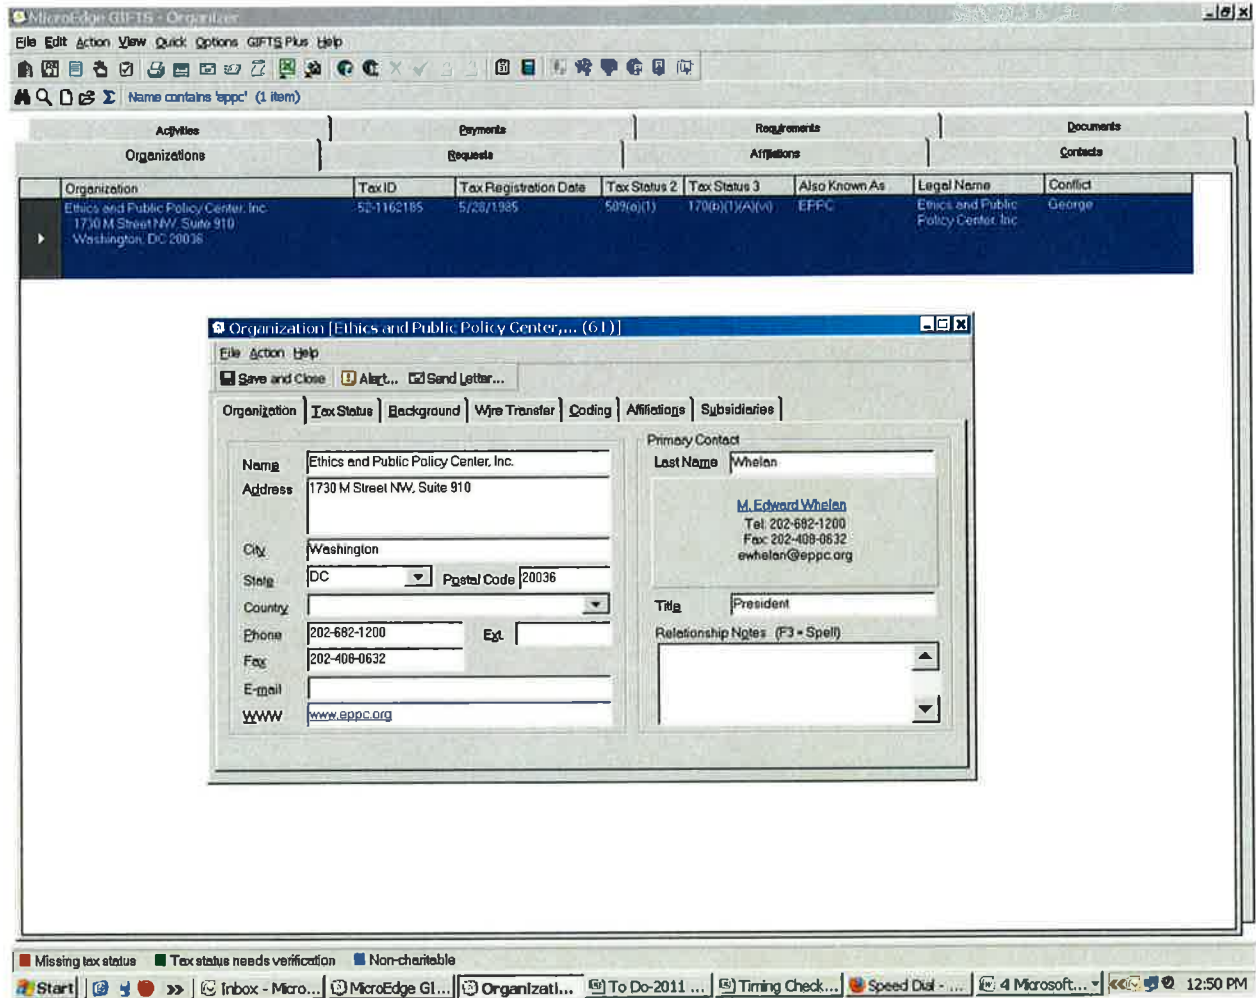 MicroEdge GIFTS - Organizer
File Edit Action View Quick Options GIFTS Plus Help
Name contains 'eppc' (1 item)
Activities Payments Requirements Documents
Organizations Requests Affiliations Contacts
Organization Tax ID Tax Registration Date Tax Status 2 Tax Status 3 Also Known As Legal Name Conflict
Ethics and Public Policy Center, Inc. 52-1162185 5/28/1985 509(a)(1) 170(b)(1)(A)(vi) EPPC Ethics and Public George
1730 M Street NW, Suite 910 Policy Center, Inc.
Washington, DC 20036
Organization [Ethics and Public Policy Center,... (61)]
File Action Help
Save and Close Alert... Send Letter...
Organization Tax Status Background Wire Transfer Coding Affiliations Subsidiaries
Primary Contact
Name Ethics and Public Policy Center, Inc.
Last Name Whelan
Address 1730 M Street NW, Suite 910
M. Edward Whelan
Tel: 202-682-1200
Fax: 202-408-0632
ewhelan@eppc.org
City Washington
State DC Postal Code 20036
Country
Title President
Phone 202-682-1200 Ext.
Relationship Notes (F3 = Spell)
Fax 202-408-0632
E-mail
WWW www.eppc.org
Missing tax status Tax status needs verification Non-charitable
Start Inbox - Micro... MicroEdge GI... Organizati... To Do-2011 ... Timing Check... Speed Dial - ... 4 Microsoft... 12:50 PM